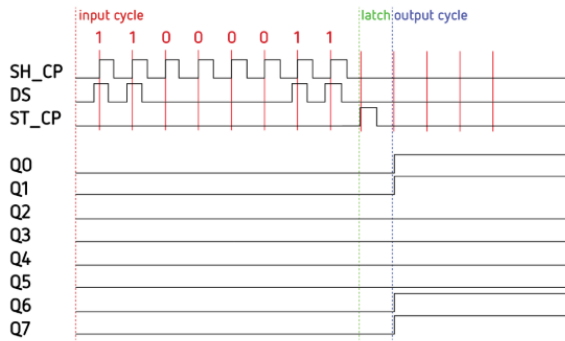 input cycle
latch
output cycle
1 1 0 0 0 0 1 1
SH_CP
DS
ST_CP
Q0
Q1
Q2
Q3
Q4
Q5
Q6
Q7